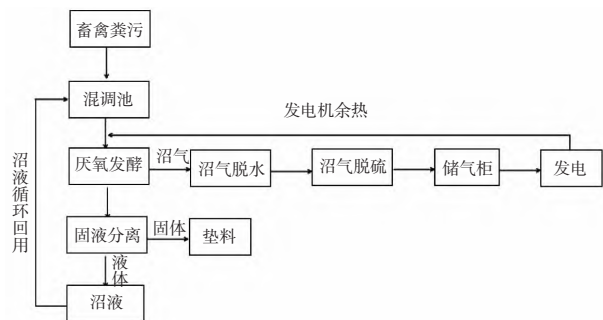 畜禽粪污
混调池
发电机余热
厌氧发酵
沼气
沼气脱水
沼气脱硫
储气柜
发电
沼液循环回用
固液分离
固体
垫料
液体
沼液